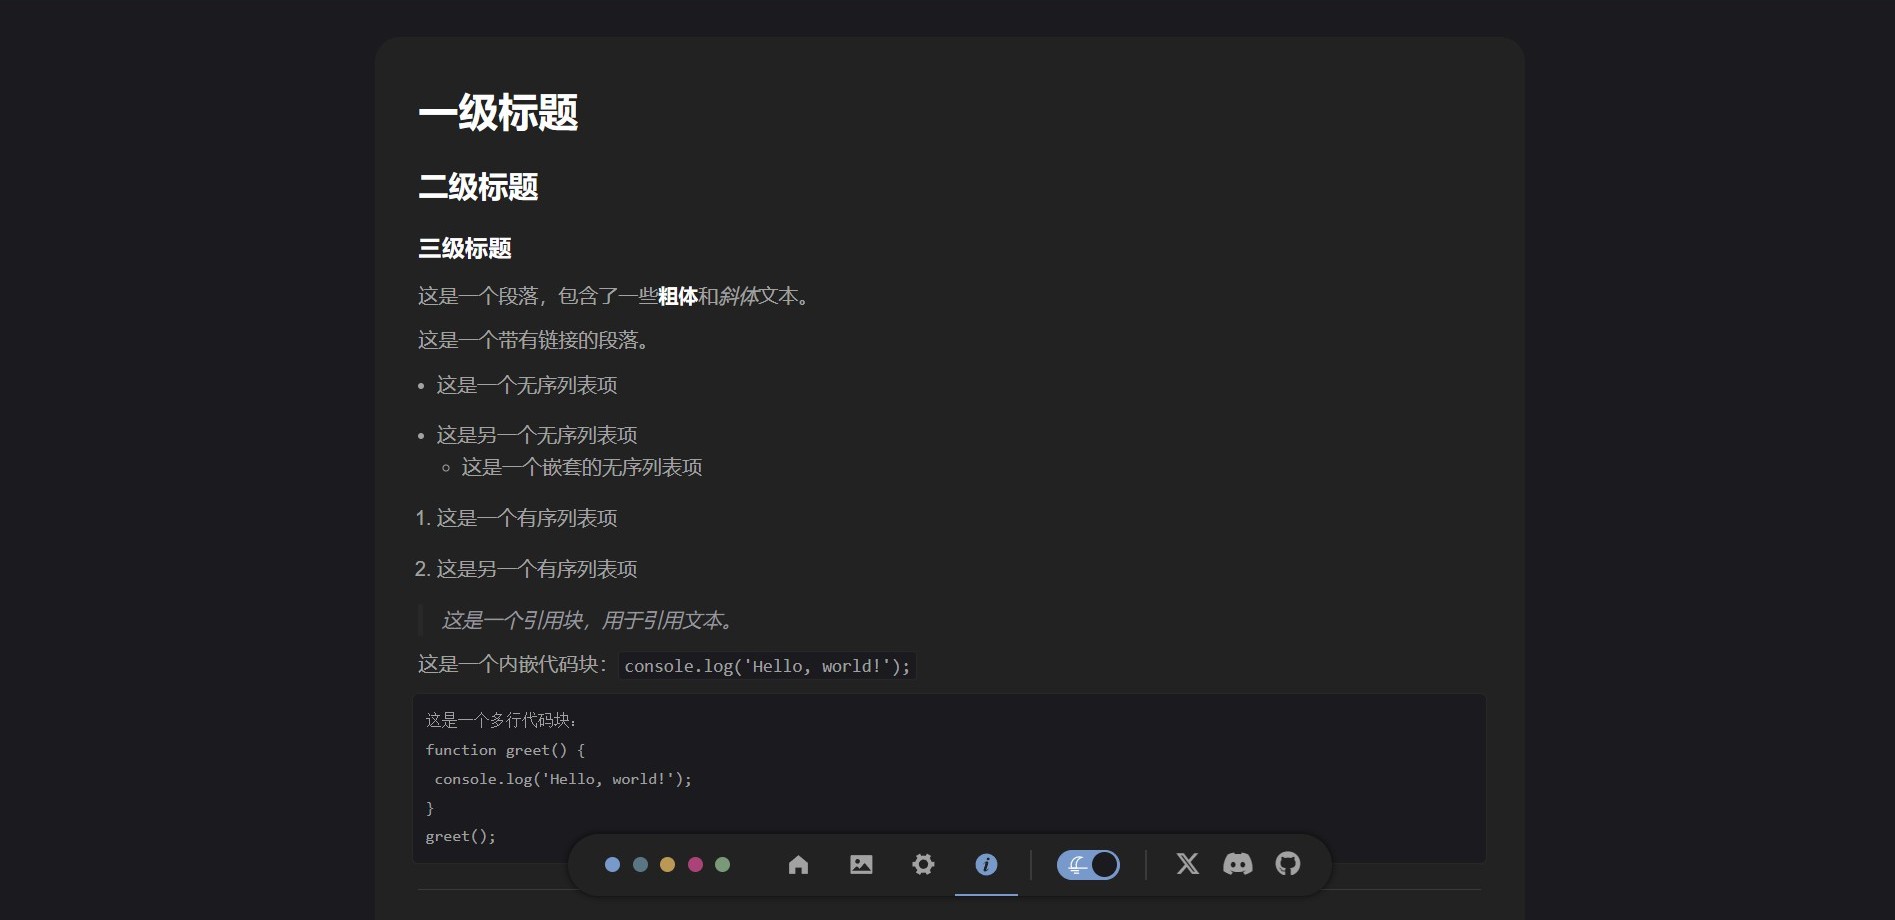 一级标题
二级标题
三级标题
这是一个段落，包含了一些粗体和斜体文本。
这是一个带有链接的段落。
• 这是一个无序列表项
• 这是另一个无序列表项
◦ 这是一个嵌套的无序列表项
1. 这是一个有序列表项
2. 这是另一个有序列表项
这是一个引用块，用于引用文本。
这是一个内嵌代码块：console.log('Hello, world!');
这是一个多行代码块：
function greet() {
 console.log('Hello, world!');
}
greet();